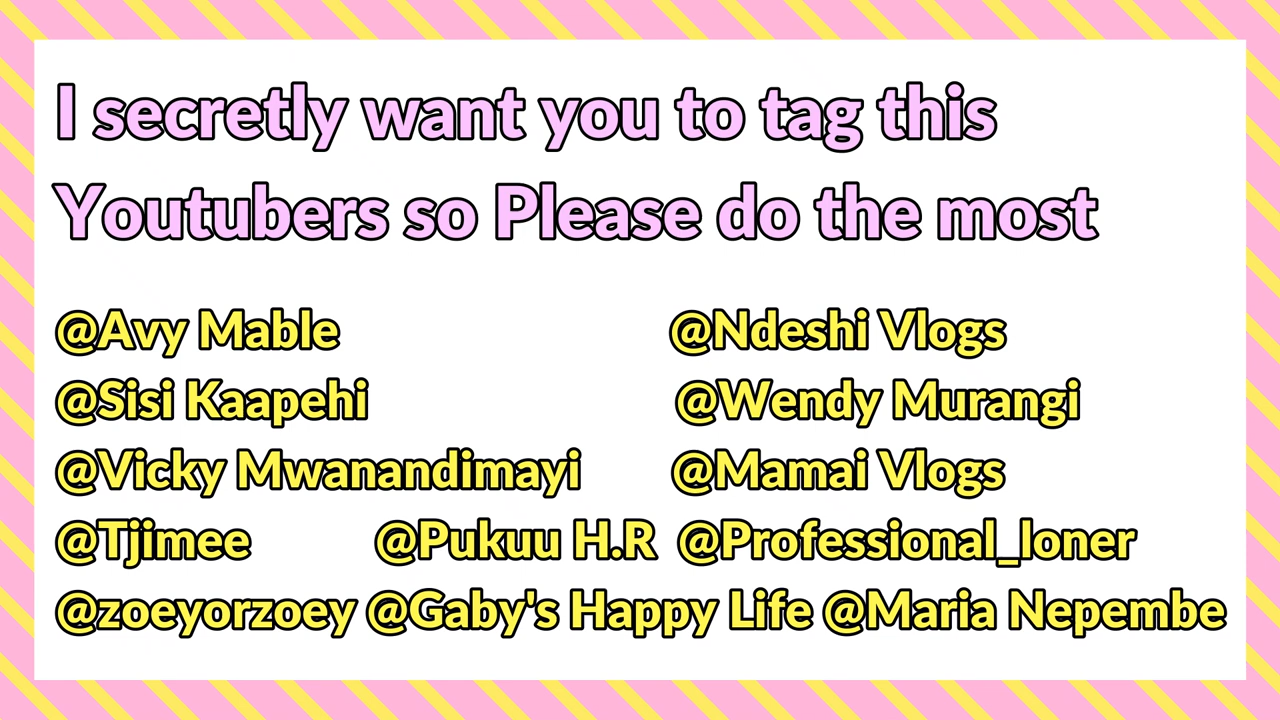 I secretly want you to tag this
Youtubers so Please do the most
@Avy Mable @Ndeshi Vlogs
@Sisi Kaapehi @Wendy Murangi
@Vicky Mwanandimayi @Mamai Vlogs
@Tjimee @Pukuu H.R @Professional_loner
@zoeyorzoey @Gaby's Happy Life @Maria Nepembe